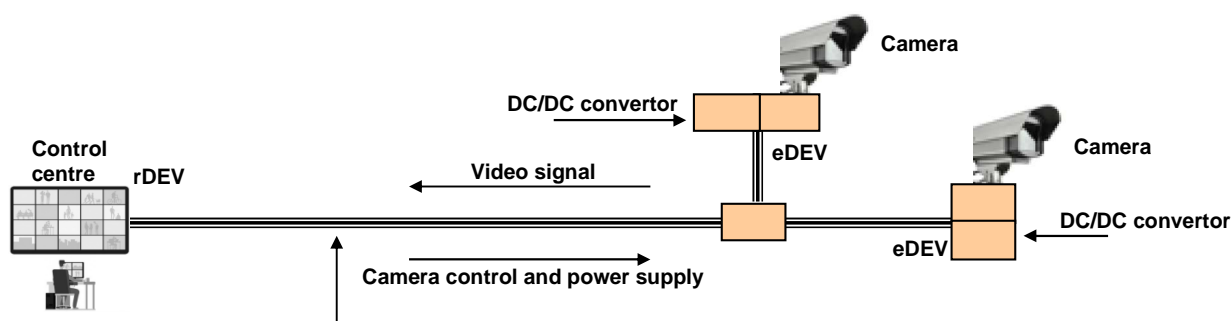 Camera
DC/DC convertor
eDEV
Camera
Control
centre
rDEV
Video signal
DC/DC convertor
eDEV
Camera control and power supply